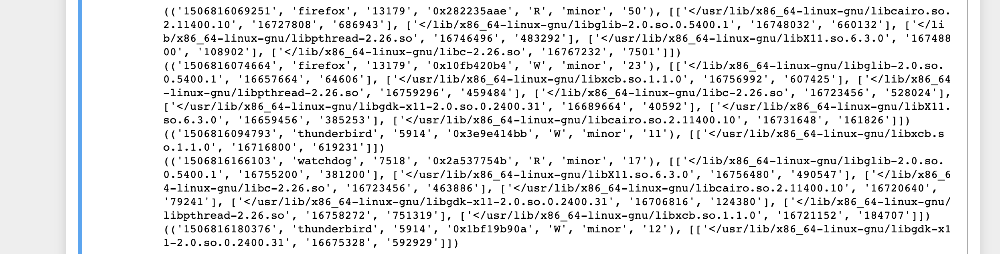 (('1506816069251', 'firefox', '13179', '0x282235aae', 'R', 'minor', '50'), [['</usr/lib/x86_64-linux-gnu/libcairo.so.
2.11400.10', '16727808', '686943'], ['</lib/x86_64-linux-gnu/libglib-2.0.so.0.5400.1', '16748032', '660132'], ['</li
b/x86_64-linux-gnu/libpthread-2.26.so', '16746496', '483292'], ['</usr/lib/x86_64-linux-gnu/libX11.so.6.3.0', '167488
00', '108902'], ['</lib/x86_64-linux-gnu/libc-2.26.so', '16767232', '7501']])
(('1506816074664', 'firefox', '13179', '0x10fb420b4', 'W', 'minor', '23'), [['</lib/x86_64-linux-gnu/libglib-2.0.so.
0.5400.1', '16657664', '64606'], ['</usr/lib/x86_64-linux-gnu/libxcb.so.1.1.0', '16756992', '607425'], ['</lib/x86_64
-linux-gnu/libpthread-2.26.so', '16759296', '459484'], ['</lib/x86_64-linux-gnu/libc-2.26.so', '16723456', '528024'],
['</usr/lib/x86_64-linux-gnu/libgdk-x11-2.0.so.0.2400.31', '16689664', '40592'], ['</usr/lib/x86_64-linux-gnu/libX11.
so.6.3.0', '16659456', '385253'], ['</usr/lib/x86_64-linux-gnu/libcairo.so.2.11400.10', '16731648', '161826']])
(('1506816094793', 'thunderbird', '5914', '0x3e9e414bb', 'W', 'minor', '11'), [['</usr/lib/x86_64-linux-gnu/libxcb.s
o.1.1.0', '16716800', '619231']])
(('1506816166103', 'watchdog', '7518', '0x2a537754b', 'R', 'minor', '17'), [['</lib/x86_64-linux-gnu/libglib-2.0.so.
0.5400.1', '16755200', '381200'], ['</usr/lib/x86_64-linux-gnu/libX11.so.6.3.0', '16756480', '490547'], ['</lib/x86_6
4-linux-gnu/libc-2.26.so', '16723456', '463886'], ['</usr/lib/x86_64-linux-gnu/libcairo.so.2.11400.10', '16720640',
'79241'], ['</usr/lib/x86_64-linux-gnu/libgdk-x11-2.0.so.0.2400.31', '16706816', '124380'], ['</lib/x86_64-linux-gnu/
libpthread-2.26.so', '16758272', '751319'], ['</usr/lib/x86_64-linux-gnu/libxcb.so.1.1.0', '16721152', '184707']])
(('1506816180376', 'thunderbird', '5914', '0x1bf19b90a', 'W', 'minor', '12'), [['</usr/lib/x86_64-linux-gnu/libgdk-x1
1-2.0.so.0.2400.31', '16675328', '592929']])